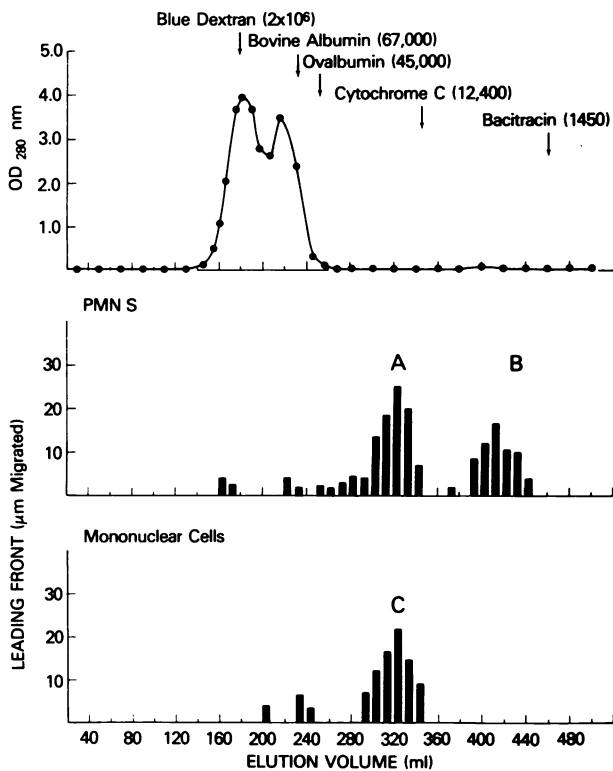 Blue Dextran (2x10⁶)
Bovine Albumin (67,000)
Ovalbumin (45,000)
Cytochrome C (12,400)
Bacitracin (1450)
OD 280 nm
5.0
4.0
3.0
2.0
1.0
PMN S
A
B
30
20
10
Mononuclear Cells
C
30
20
10
LEADING FRONT (μm Migrated)
40 80 120 160 200 240 280 320 360 400 440 480
ELUTION VOLUME (ml)